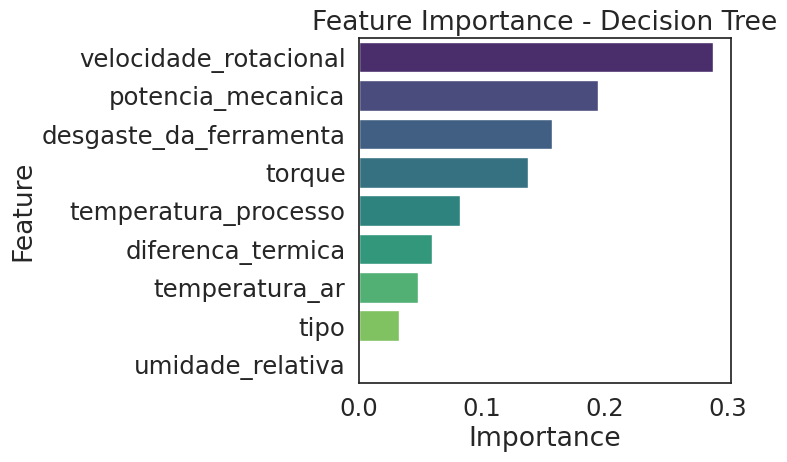 Feature Importance - Decision Tree
velocidade_rotacional
potencia_mecanica
desgaste_da_ferramenta
torque
temperatura_processo
diferenca_termica
temperatura_ar
tipo
umidade_relativa
Feature
0.0 0.1 0.2 0.3
Importance